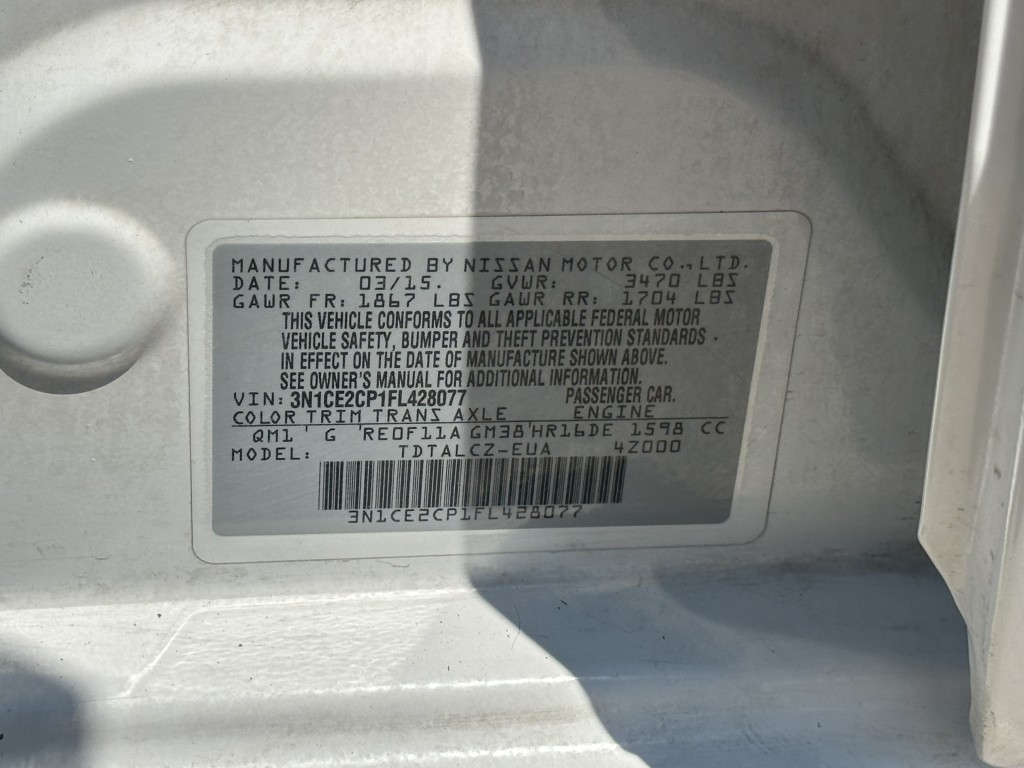 MANUFACTURED BY NISSAN MOTOR CO., LTD.
DATE: 03/15. GVWR: 3470 LBS
GAWR FR: 1867 LBS GAWR RR: 1704 LBS
THIS VEHICLE CONFORMS TO ALL APPLICABLE FEDERAL MOTOR
VEHICLE SAFETY, BUMPER AND THEFT PREVENTION STANDARDS
IN EFFECT ON THE DATE OF MANUFACTURE SHOWN ABOVE.
SEE OWNER'S MANUAL FOR ADDITIONAL INFORMATION.
VIN: 3N1CE2CP1FL428077 PASSENGER CAR.
COLOR TRIM TRANS AXLE ENGINE
QM1 ' G 'RE0F11A GM38'HR16DE 1598 CC
MODEL: TDTALCZ-EUA 4Z000
3N1CE2CP1FL428077